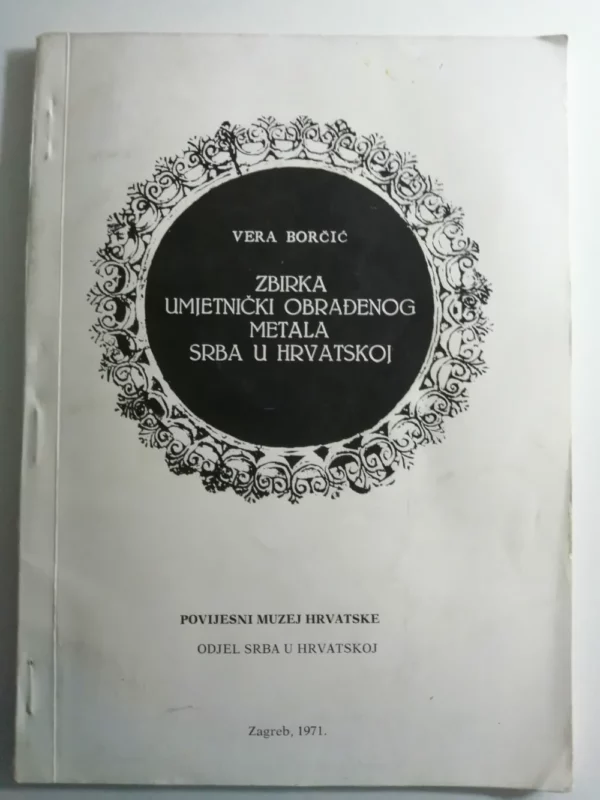 VERA BORČIĆ
ZBIRKA
UMJETNIČKI OBRAĐENOG
METALA
SRBA U HRVATSKOJ
POVIJESNI MUZEJ HRVATSKE
ODJEL SRBA U HRVATSKOJ
Zagreb, 1971.